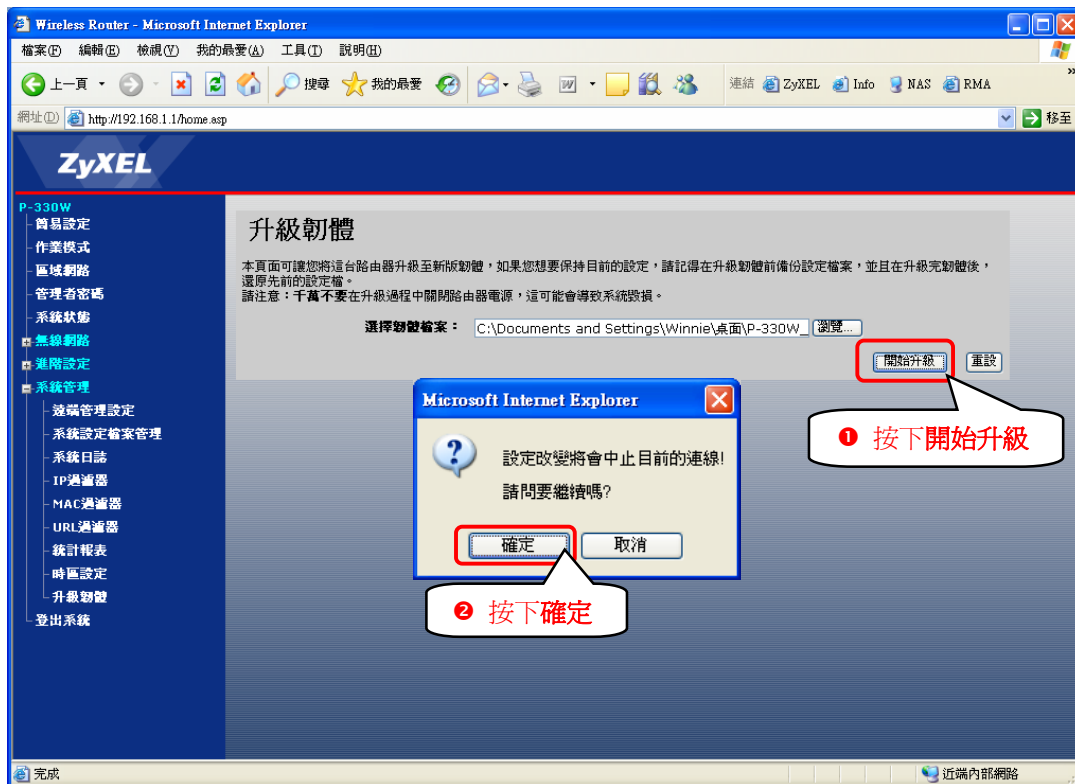 Wireless Router - Microsoft Internet Explorer
檔案(F) 編輯(E) 檢視(V) 我的最愛(A) 工具(T) 說明(H)
上一頁 搜尋 我的最愛 連結 ZyXEL Info NAS RMA
網址(D) http://192.168.1.1/home.asp 移至
ZyXEL
P-330W
簡易設定
作業模式
區域網路
管理者密碼
系統狀態
無線網路
進階設定
系統管理
遠端管理設定
系統設定檔案管理
系統日誌
IP過濾器
MAC過濾器
URL過濾器
統計報表
時區設定
升級韌體
登出系統
升級韌體
本頁面可讓您將這台路由器升級至新版韌體，如果您想要保持目前的設定，請記得在升級韌體前備份設定檔案，並且在升級完韌體後，
還原先前的設定檔。
請注意：千萬不要在升級過程中關閉路由器電源，這可能會導致系統毀損。
選擇韌體檔案： C:\Documents and Settings\Winnie\桌面\P-330W_ 瀏覽...
開始升級 重設
❶ 按下開始升級
Microsoft Internet Explorer
設定改變將會中止目前的連線!
請問要繼續嗎?
確定 取消
❷ 按下確定
完成 近端內部網路